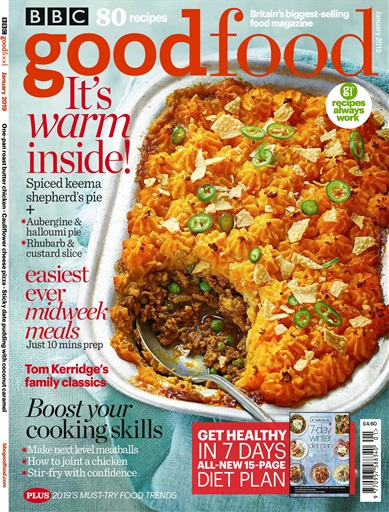 BBC
goodfood
January 2019
One-pan roast butter chicken • Cauliflower cheese pizza • Sticky date pudding with coconut caramel
bbcgoodfood.com
BBC 80 recipes
Britain's biggest-selling
food magazine
January 2019
goodfood
gf
recipes
always
work
It's
warm
inside!
Spiced keema
shepherd's pie
+
*Aubergine &
halloumi pie
*Rhubarb &
custard slice
easiest
ever
midweek
meals
Just 10 mins prep
Tom Kerridge's
family classics
Boost your
cooking skills
*Make next level meatballs
*How to joint a chicken
*Stir-fry with confidence
PLUS 2019'S MUST-TRY FOOD TRENDS
GET HEALTHY
IN 7 DAYS
ALL-NEW 15-PAGE
DIET PLAN
7-day
winter
diet plan
£4.60
01